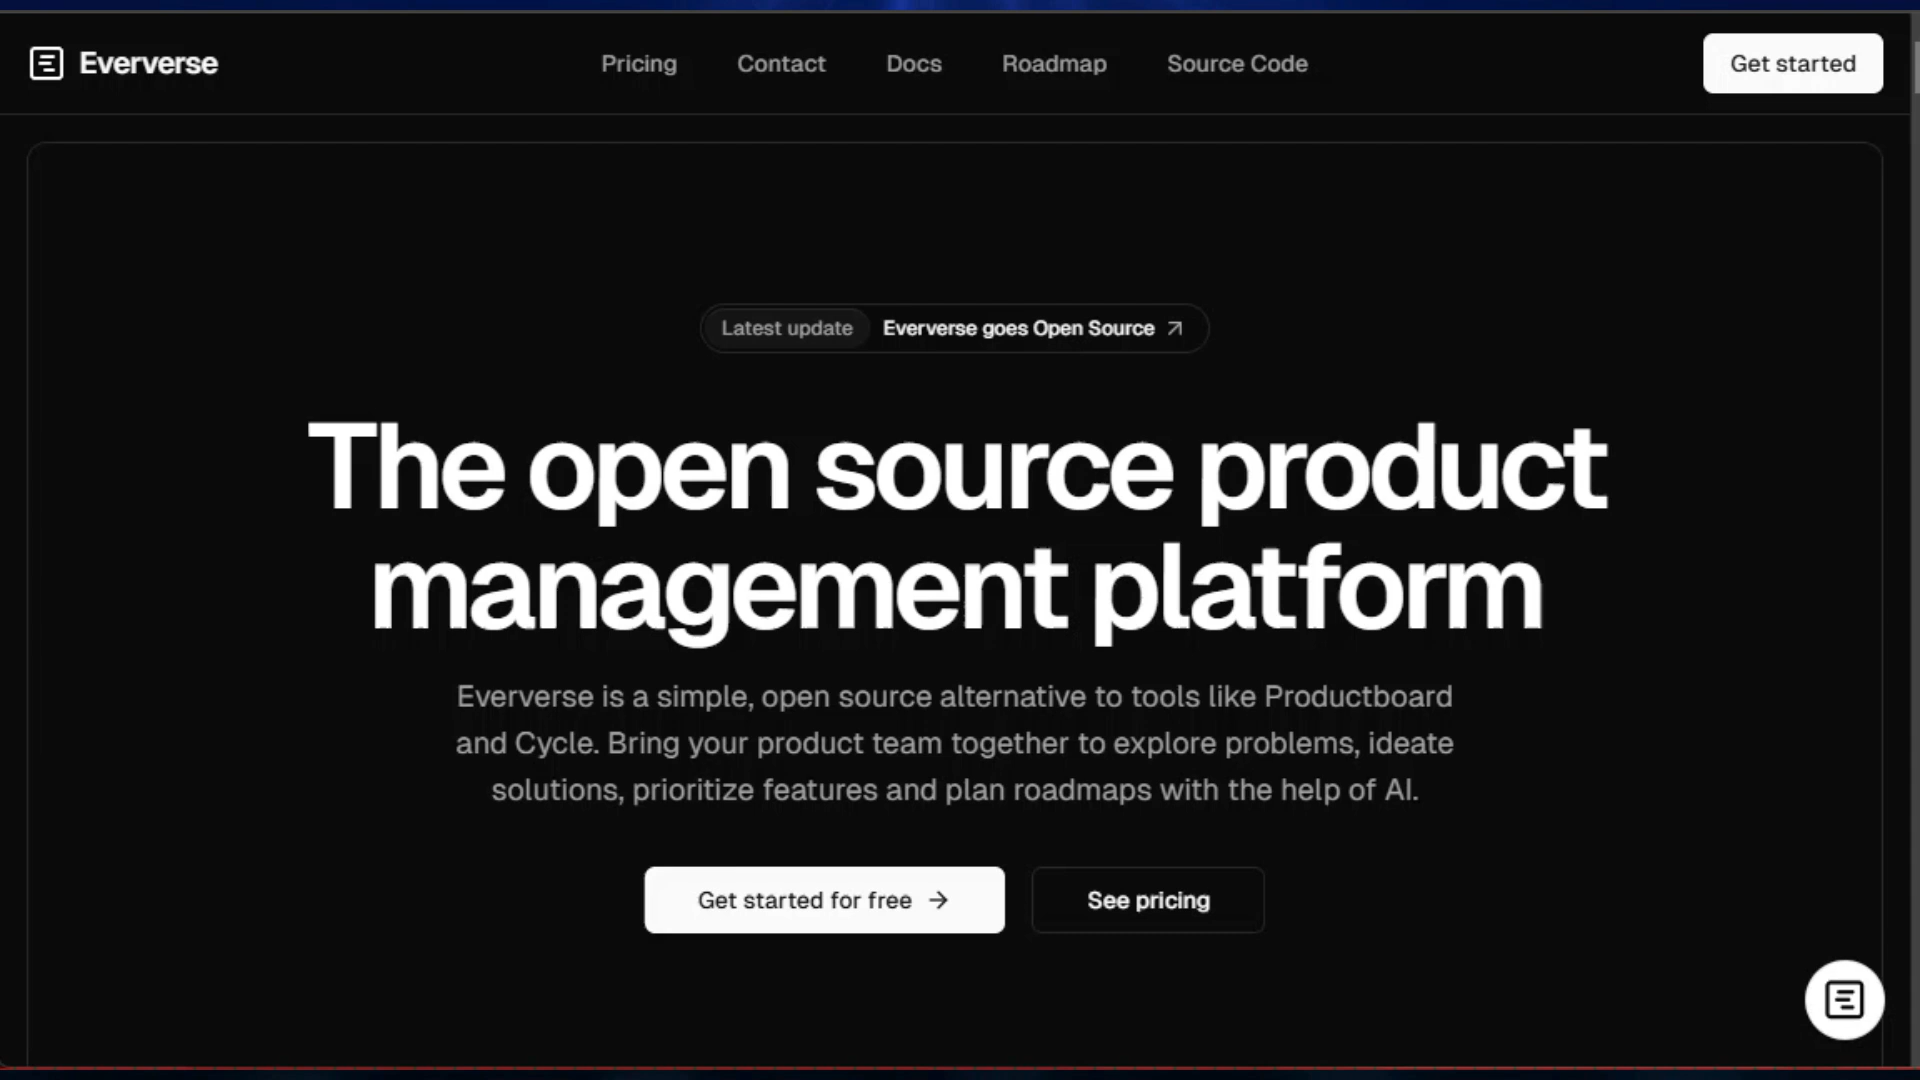 Eververse
Pricing
Contact
Docs
Roadmap
Source Code
Get started
Latest update
Eververse goes Open Source
The open source product
management platform
Eververse is a simple, open source alternative to tools like Productboard
and Cycle. Bring your product team together to explore problems, ideate
solutions, prioritize features and plan roadmaps with the help of AI.
Get started for free
See pricing